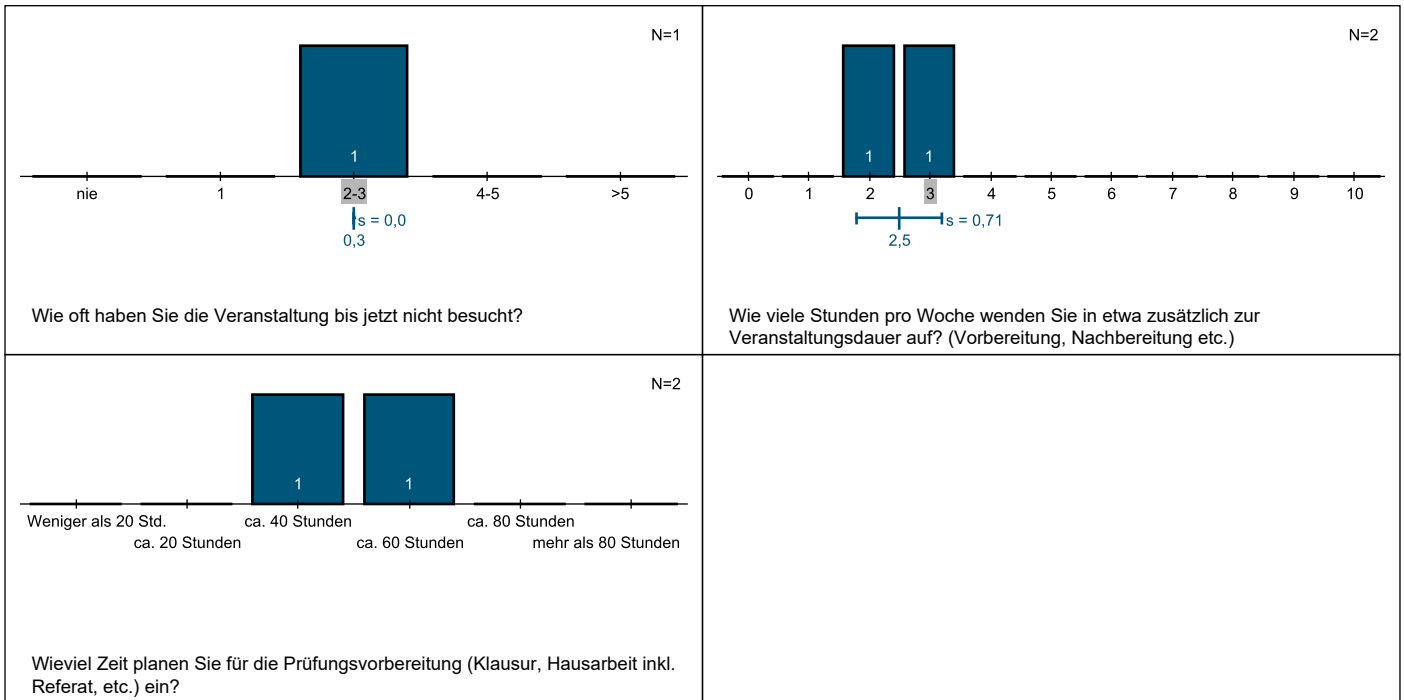 N=1
1
nie 1 2-3 4-5 >5
s = 0,0
0,3
Wie oft haben Sie die Veranstaltung bis jetzt nicht besucht?
N=2
1 1
0 1 2 3 4 5 6 7 8 9 10
s = 0,71
2,5
Wie viele Stunden pro Woche wenden Sie in etwa zusätzlich zur
Veranstaltungsdauer auf? (Vorbereitung, Nachbereitung etc.)
N=2
1 1
Weniger als 20 Std. ca. 40 Stunden ca. 80 Stunden
ca. 20 Stunden ca. 60 Stunden mehr als 80 Stunden
Wieviel Zeit planen Sie für die Prüfungsvorbereitung (Klausur, Hausarbeit inkl.
Referat, etc.) ein?